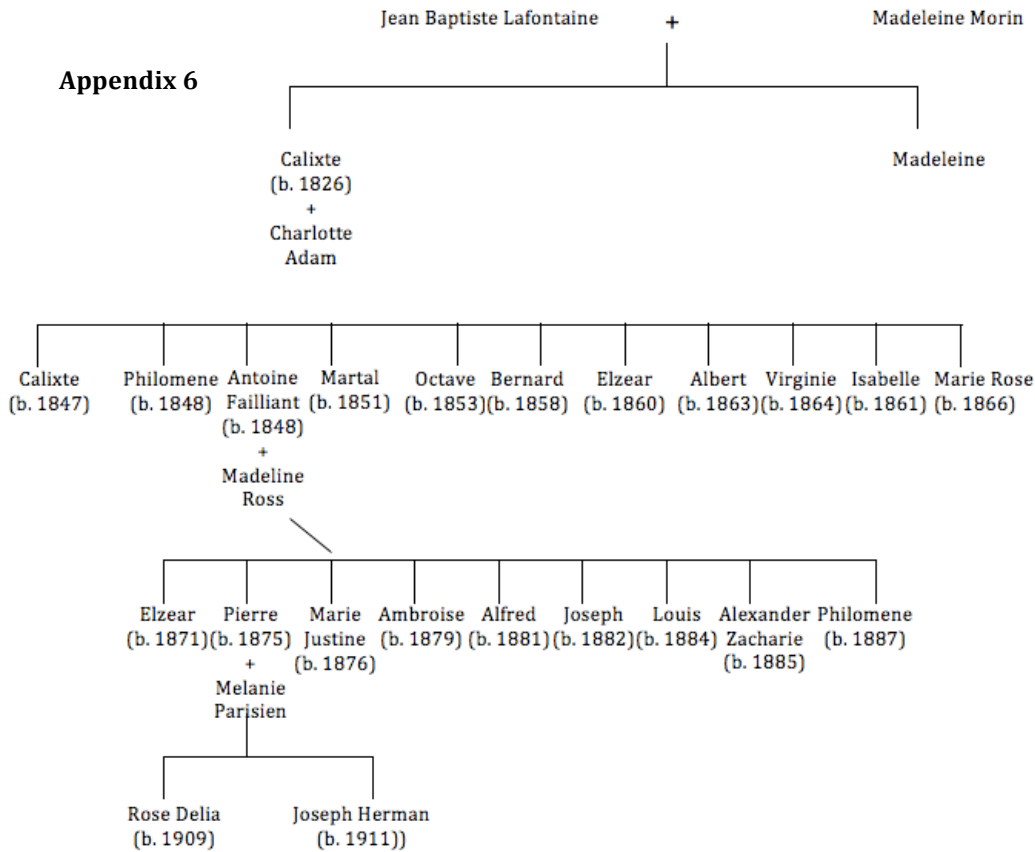 Jean Baptiste Lafontaine + Madeleine Morin
Appendix 6
Calixte
(b. 1826)
+
Charlotte
Adam
Madeleine
Calixte
(b. 1847)
Philomene
(b. 1848)
Antoine
Failliant
(b. 1848)
+
Madeline
Ross
Martal
(b. 1851)
Octave
(b. 1853)
Bernard
(b. 1858)
Elzear
(b. 1860)
Albert
(b. 1863)
Virginie
(b. 1864)
Isabelle
(b. 1861)
Marie Rose
(b. 1866)
Elzear
(b. 1871)
Pierre
(b. 1875)
+
Melanie
Parisien
Marie
Justine
(b. 1876)
Ambroise
(b. 1879)
Alfred
(b. 1881)
Joseph
(b. 1882)
Louis
(b. 1884)
Alexander
Zacharie
(b. 1885)
Philomene
(b. 1887)
Rose Delia
(b. 1909)
Joseph Herman
(b. 1911))